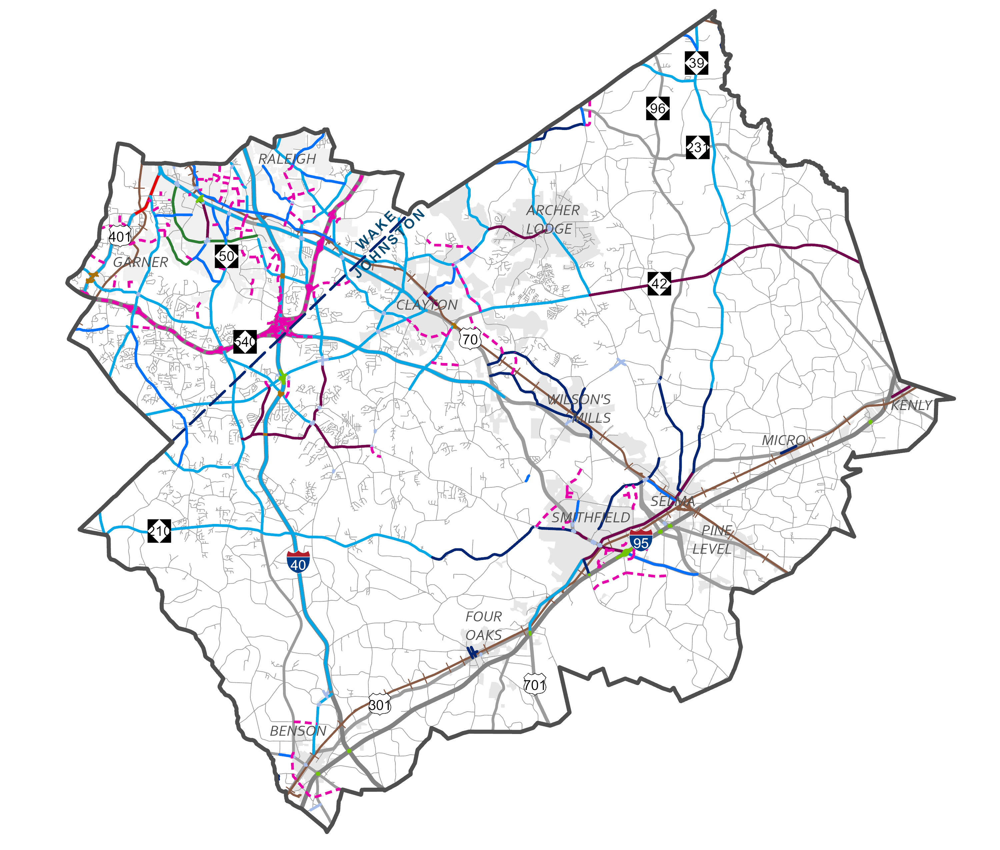 39
96
231
RALEIGH
ARCHER
LODGE
WAKE
JOHNSTON
401
50
GARNER
42
CLAYTON
540
70
WILSON'S
MILLS
KENLY
MICRO
SELMA
SMITHFIELD
210
PINE
LEVEL
95
40
FOUR
OAKS
701
301
BENSON